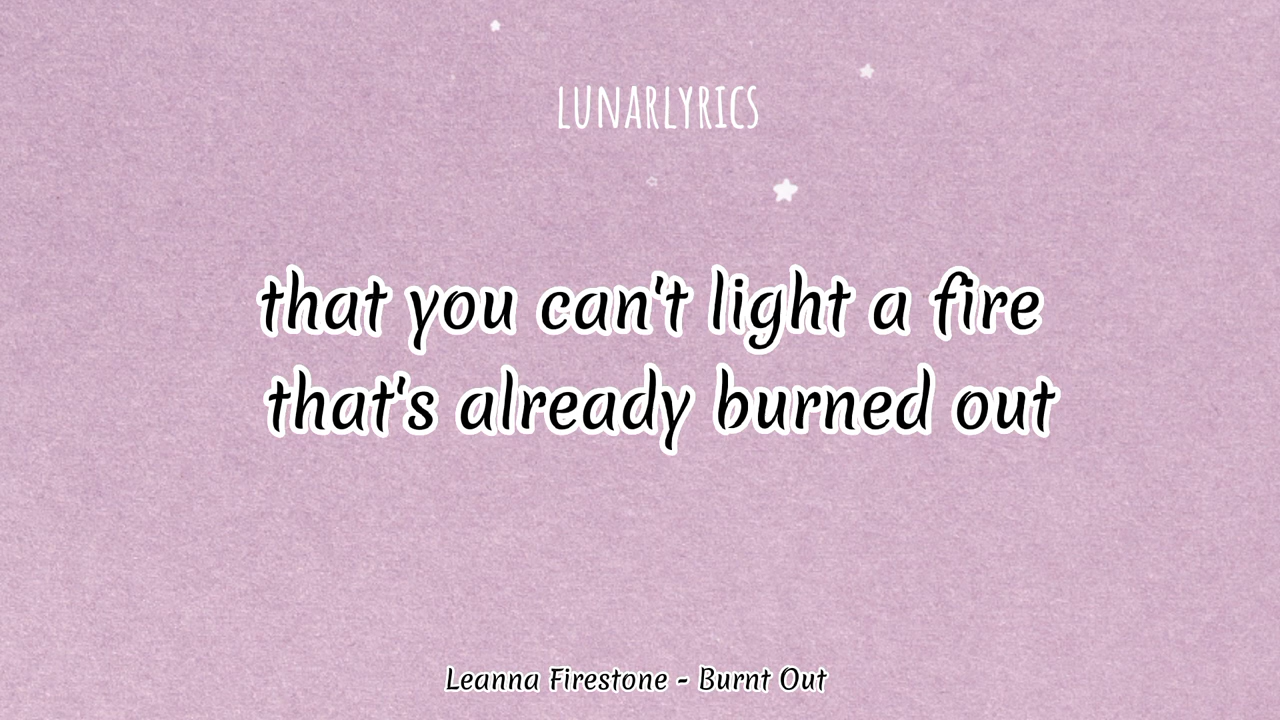 LUNARLYRICS
that you can't light a fire
that's already burned out
Leanna Firestone - Burnt Out